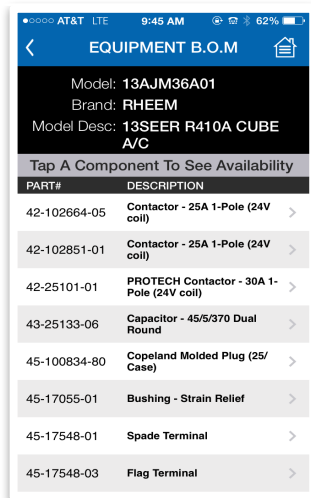 AT&T LTE 9:45 AM 62%
EQUIPMENT B.O.M
Model: 13AJM36A01
Brand: RHEEM
Model Desc: 13SEER R410A CUBE
A/C
Tap A Component To See Availability
PART# DESCRIPTION
42-102664-05 Contactor - 25A 1-Pole (24V
coil)
42-102851-01 Contactor - 25A 1-Pole (24V
coil)
42-25101-01 PROTECH Contactor - 30A 1-
Pole (24V coil)
43-25133-06 Capacitor - 45/5/370 Dual
Round
45-100834-80 Copeland Molded Plug (25/
Case)
45-17055-01 Bushing - Strain Relief
45-17548-01 Spade Terminal
45-17548-03 Flag Terminal